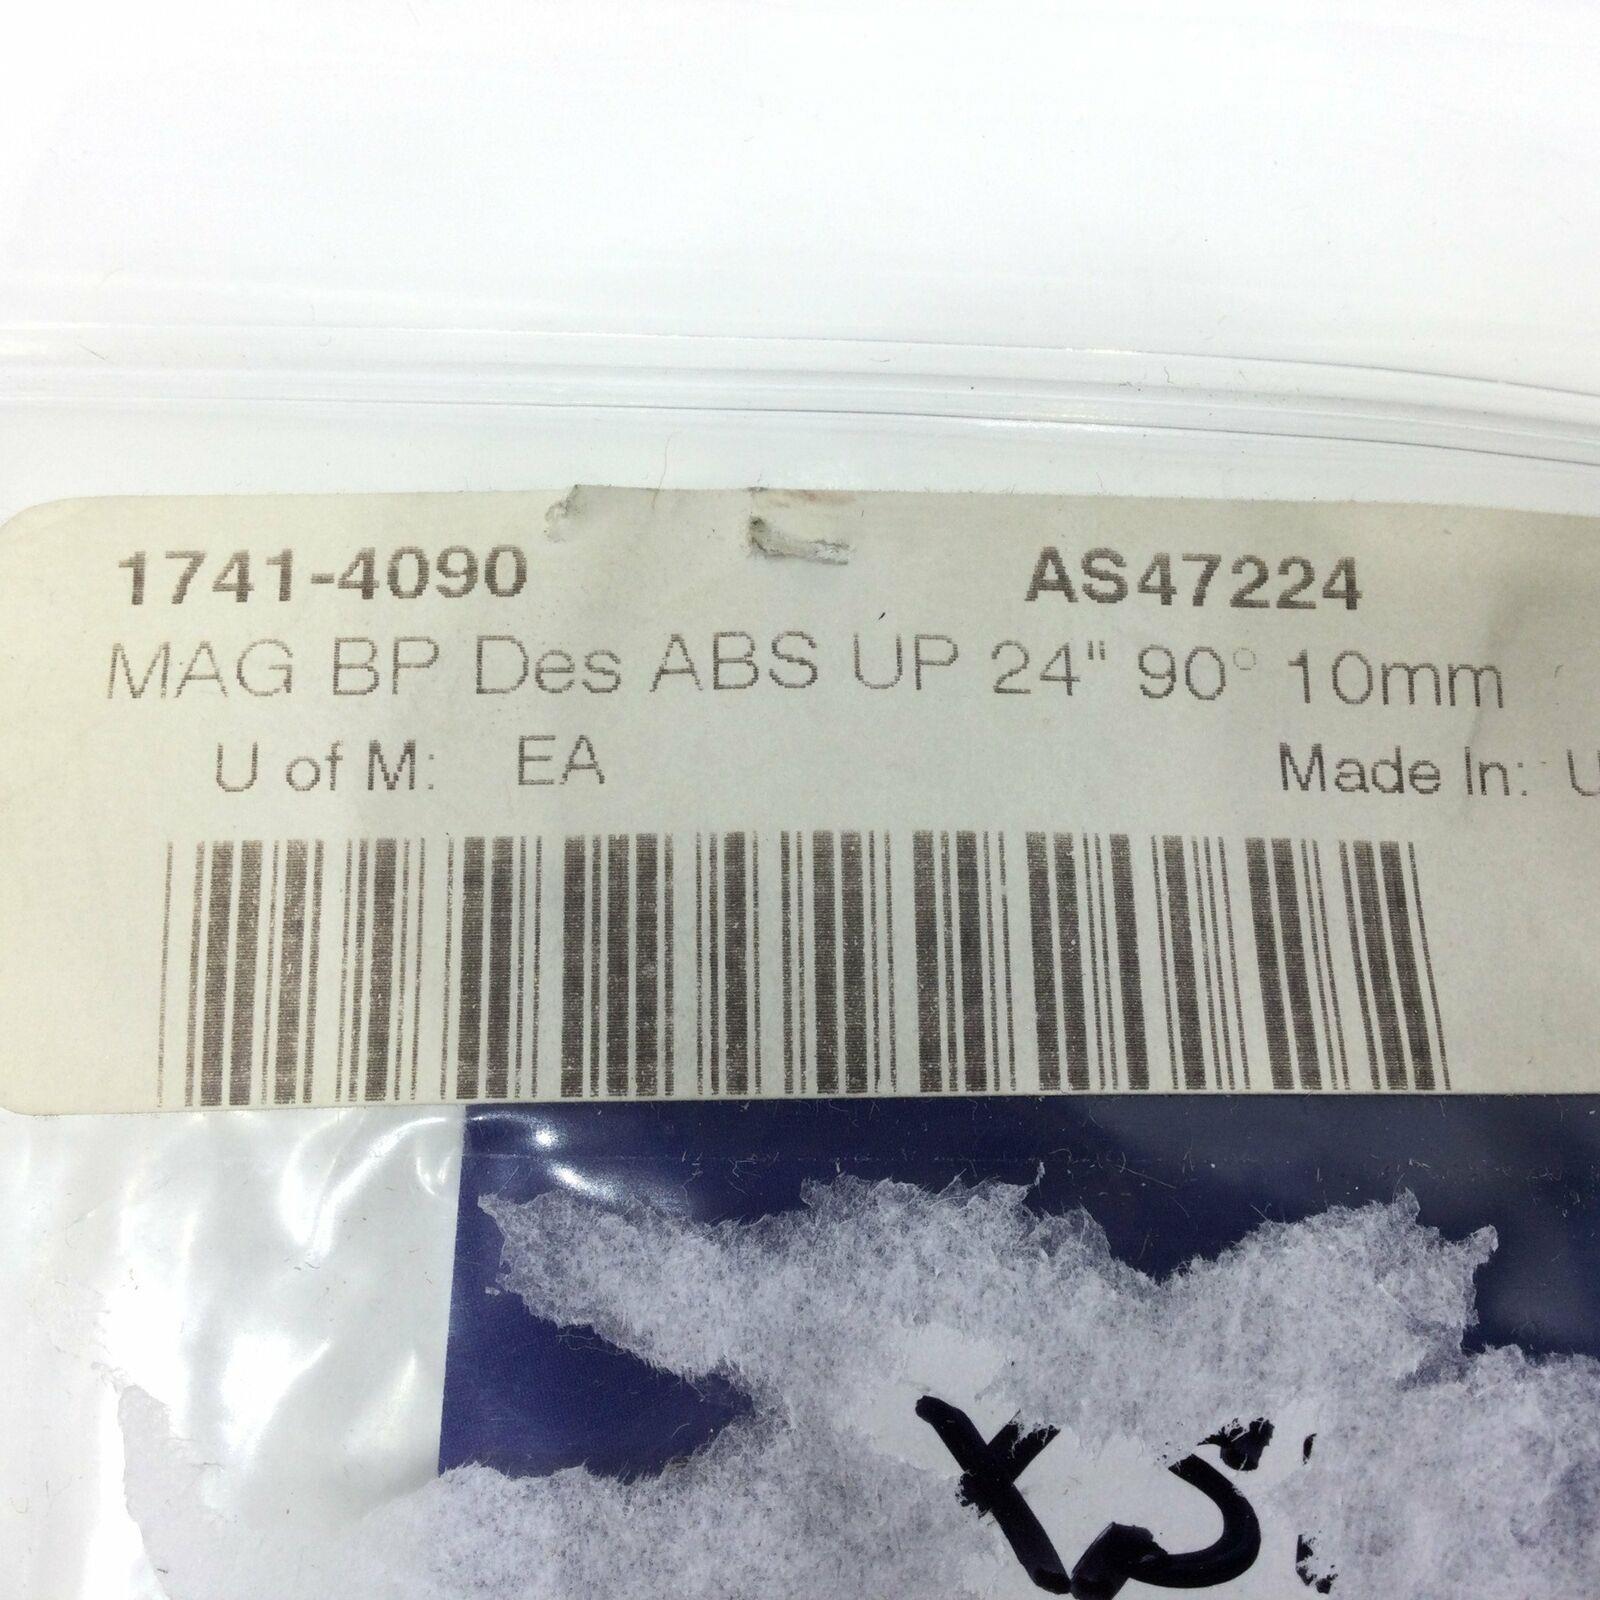 1741-4090 AS47224
MAG BP Des ABS UP 24" 90° 10mm
U of M: EA Made In: U